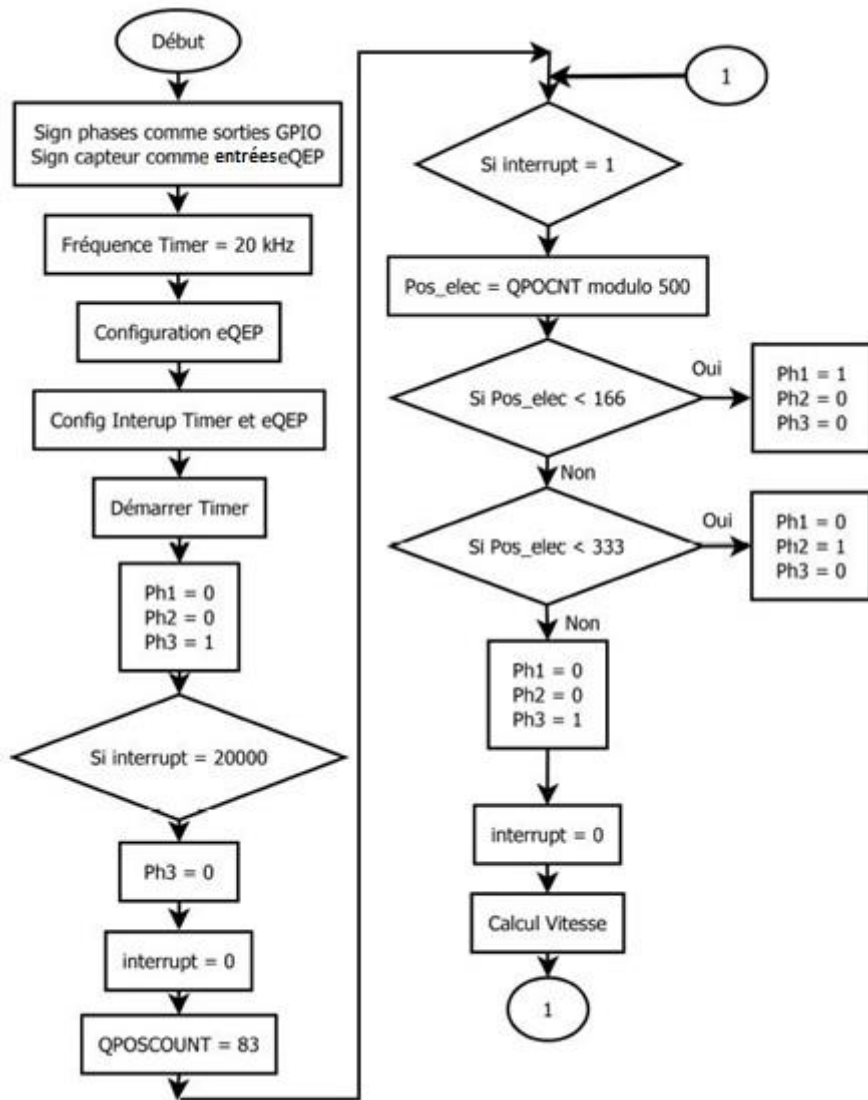 Début
Sign phases comme sorties GPIO
Sign capteur comme entrées eQEP
Fréquence Timer = 20 kHz
Configuration eQEP
Config Interup Timer et eQEP
Démarrer Timer
Ph1 = 0
Ph2 = 0
Ph3 = 1
Si interrupt = 20000
Ph3 = 0
interrupt = 0
QPOSCOUNT = 83
1
Si interrupt = 1
Pos_elec = QPOCNT modulo 500
Si Pos_elec < 166
Oui
Ph1 = 1
Ph2 = 0
Ph3 = 0
Non
Si Pos_elec < 333
Oui
Ph1 = 0
Ph2 = 1
Ph3 = 0
Non
Ph1 = 0
Ph2 = 0
Ph3 = 1
interrupt = 0
Calcul Vitesse
1